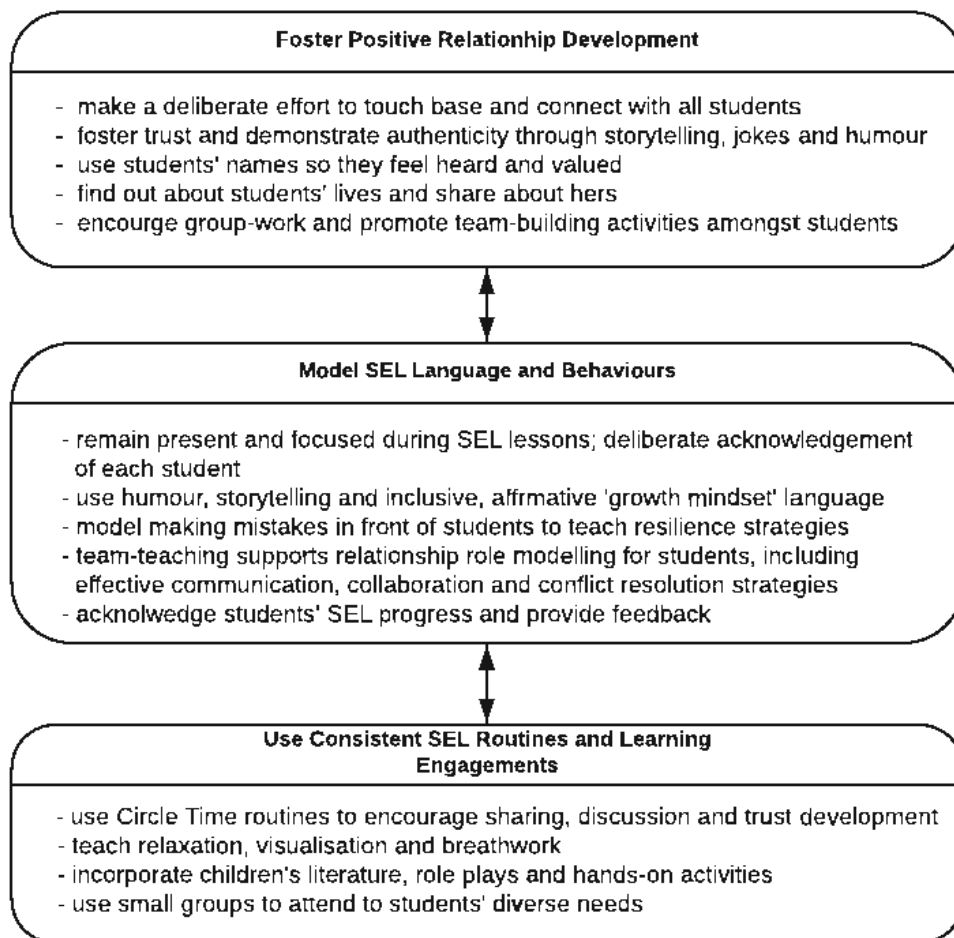 Foster Positive Relationhip Development
- make a deliberate effort to touch base and connect with all students
- foster trust and demonstrate authenticity through storytelling, jokes and humour
- use students' names so they feel heard and valued
- find out about students' lives and share about hers
- encourge group-work and promote team-building activities amongst students
Model SEL Language and Behaviours
- remain present and focused during SEL lessons; deliberate acknowledgement
of each student
- use humour, storytelling and inclusive, affrmative 'growth mindset' language
- model making mistakes in front of students to teach resilience strategies
- team-teaching supports relationship role modelling for students, including
effective communication, collaboration and conflict resolution strategies
- acknolwedge students' SEL progress and provide feedback
Use Consistent SEL Routines and Learning
Engagements
- use Circle Time routines to encourage sharing, discussion and trust development
- teach relaxation, visualisation and breathwork
- incorporate children's literature, role plays and hands-on activities
- use small groups to attend to students' diverse needs